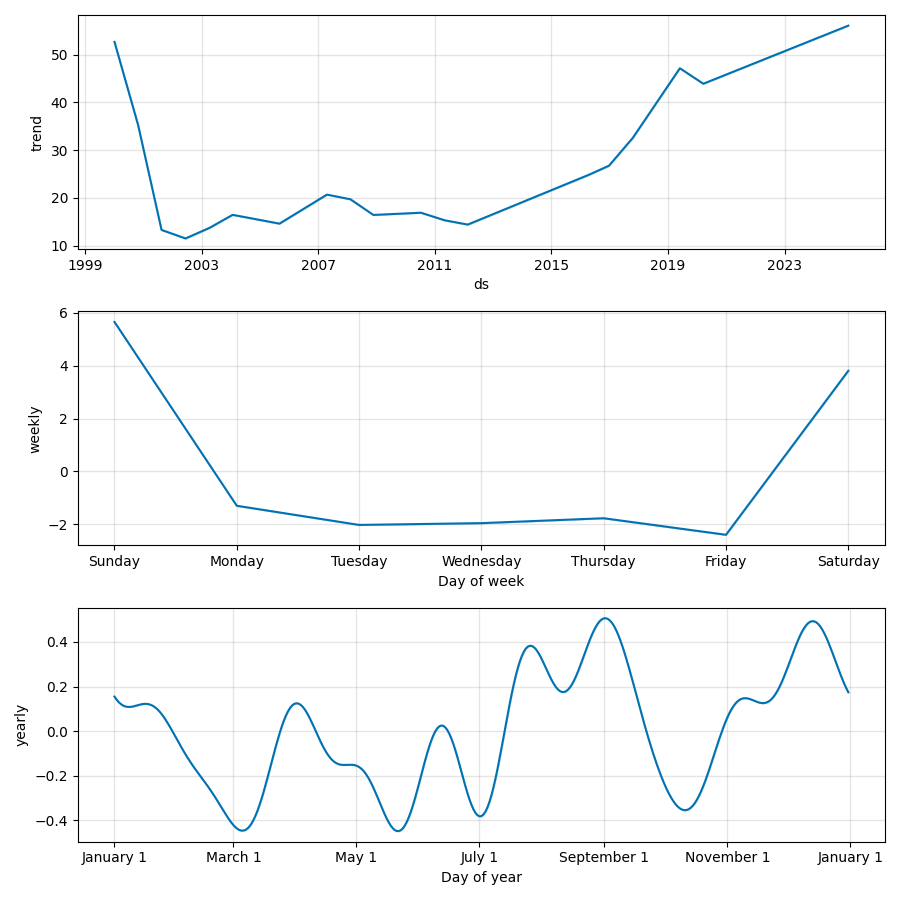 50
40
30
20
10
trend
1999 2003 2007 2011 2015 2019 2023
ds
6
4
2
0
−2
weekly
Sunday Monday Tuesday Wednesday Thursday Friday Saturday
Day of week
0.4
0.2
0.0
−0.2
−0.4
yearly
January 1 March 1 May 1 July 1 September 1 November 1 January 1
Day of year